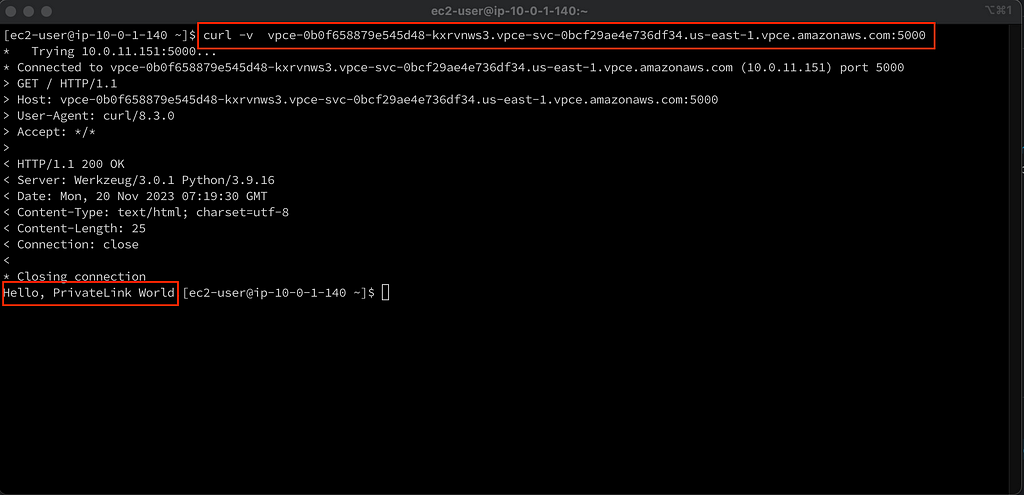 ec2-user@ip-10-0-1-140:~
⌥⌘1
[ec2-user@ip-10-0-1-140 ~]$ curl -v  vpce-0b0f658879e545d48-kxrvnws3.vpce-svc-0bcf29ae4e736df34.us-east-1.vpce.amazonaws.com:5000
*   Trying 10.0.11.151:5000...
* Connected to vpce-0b0f658879e545d48-kxrvnws3.vpce-svc-0bcf29ae4e736df34.us-east-1.vpce.amazonaws.com (10.0.11.151) port 5000
> GET / HTTP/1.1
> Host: vpce-0b0f658879e545d48-kxrvnws3.vpce-svc-0bcf29ae4e736df34.us-east-1.vpce.amazonaws.com:5000
> User-Agent: curl/8.3.0
> Accept: */*
>
< HTTP/1.1 200 OK
< Server: Werkzeug/3.0.1 Python/3.9.16
< Date: Mon, 20 Nov 2023 07:19:30 GMT
< Content-Type: text/html; charset=utf-8
< Content-Length: 25
< Connection: close
<
* Closing connection
Hello, PrivateLink World [ec2-user@ip-10-0-1-140 ~]$